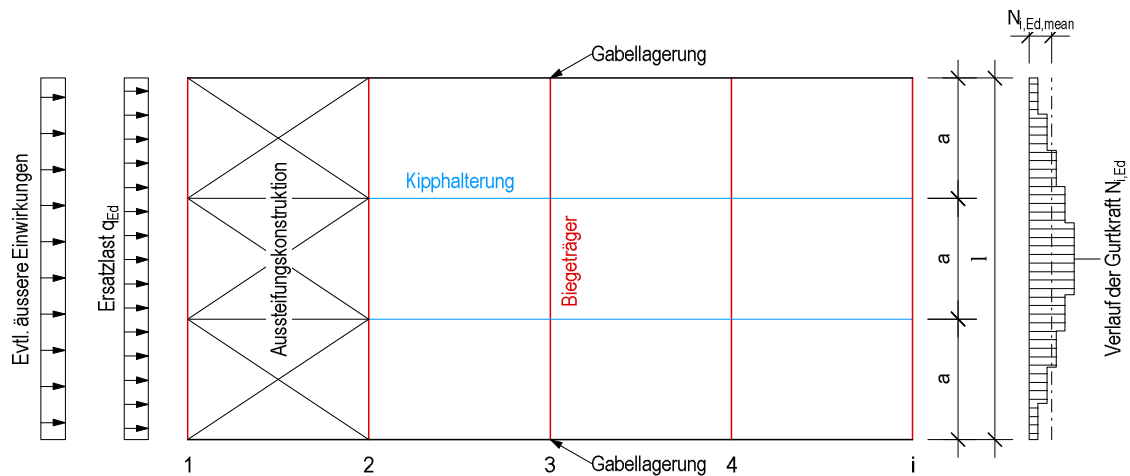 N i,Ed,mean
Gabellagerung
Evtl. äussere Einwirkungen
Ersatzlast qEd
Aussteifungskonstruktion
Kipphalterung
Biegeträger
a
a
a
l
Verlauf der Gurtkraft Ni,Ed
Gabellagerung
1 2 3 4 i